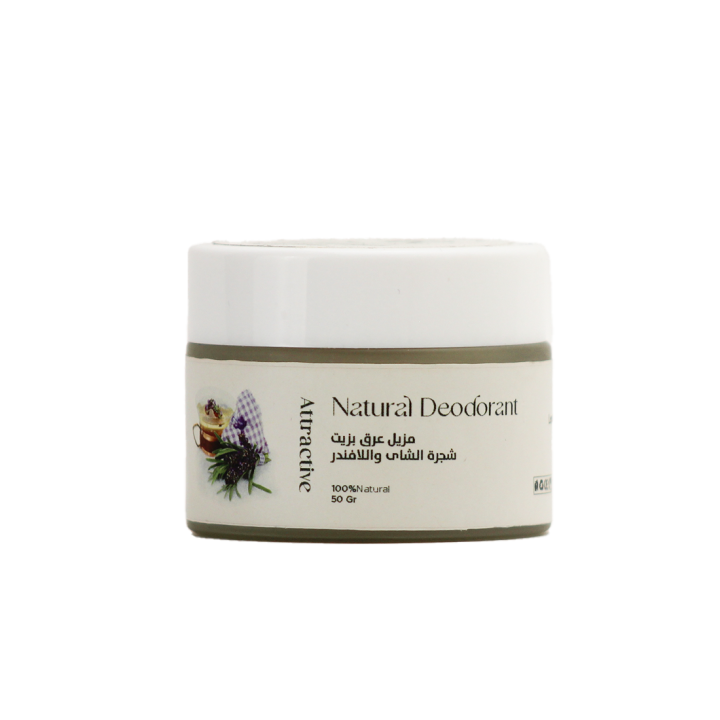 Attractive
Natural Deodorant
مزيل عرق بزيت
شجرة الشاى واللافندر
100%Natural
50 Gr